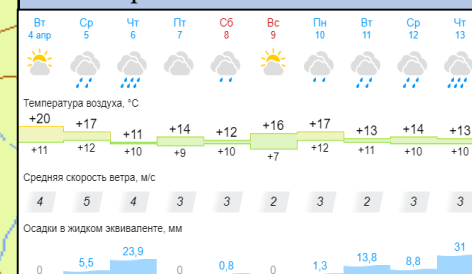 Вт Ср Чт Пт Сб Вс Пн Вт Ср Чт
4 апр 5 6 7 8 9 10 11 12 13
Температура воздуха, °C
+20 +17 +11 +14 +12 +16 +17 +13 +14 +13
+11 +12 +10 +9 +10 +7 +12 +11 +10 +10
Средняя скорость ветра, м/с
4 5 4 3 3 2 3 2 3 3
Осадки в жидком эквиваленте, мм
0 5,5 23,9 0 0,8 0 1,3 13,8 8,8 31